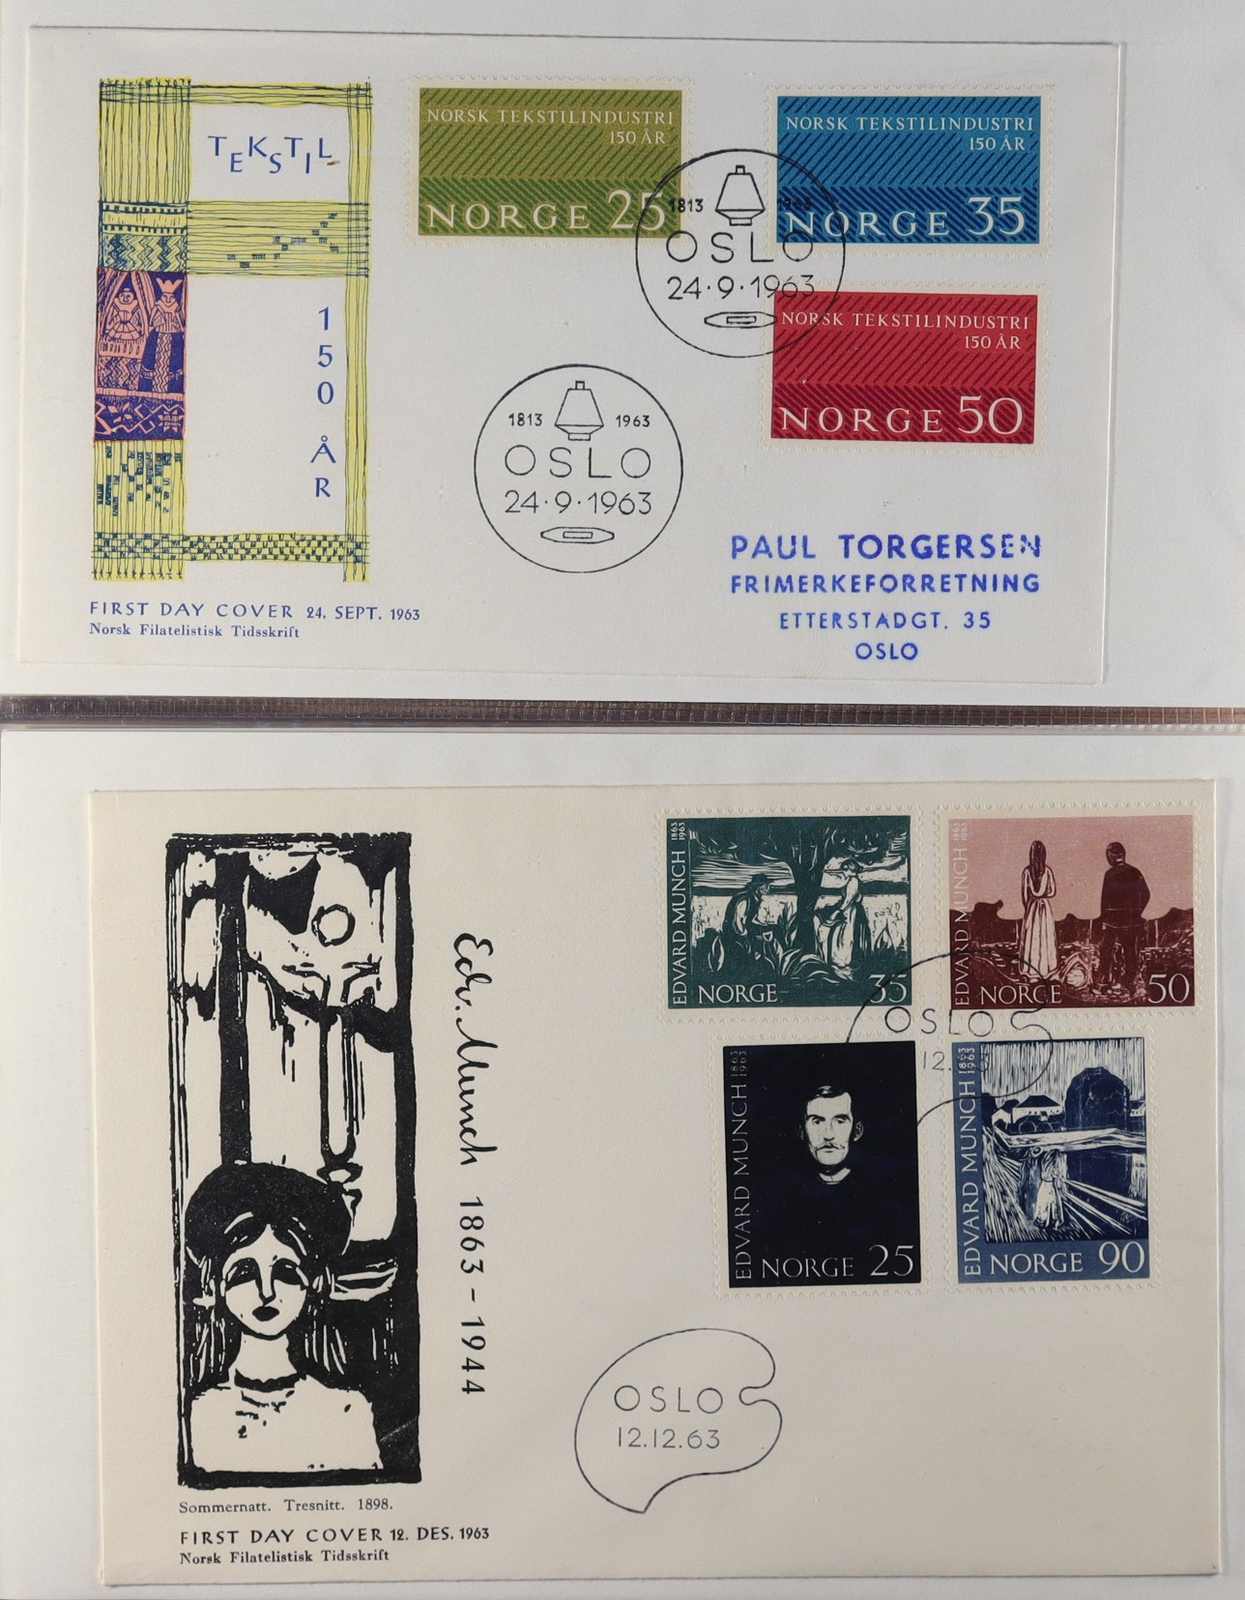 TEKSTIL
150 ÅR
FIRST DAY COVER 24. SEPT. 1963
Norsk Filatelistisk Tidsskrift
NORSK TEKSTILINDUSTRI
150 ÅR
NORGE 25
NORSK TEKSTILINDUSTRI
150 ÅR
NORGE 35
1813 1963
OSLO
24·9·1963
NORSK TEKSTILINDUSTRI
150 ÅR
NORGE 50
1813 1963
OSLO
24·9·1963
PAUL TORGERSEN
FRIMERKEFORRETNING
ETTERSTADGT. 35
OSLO
Edv. Munch 1863-1944
Sommernatt. Tresnitt. 1898.
FIRST DAY COVER 12. DES. 1963
Norsk Filatelistisk Tidsskrift
EDVARD MUNCH 1863 1963
NORGE 35
EDVARD MUNCH 1863 1963
NORGE 50
OSLO
12.
EDVARD MUNCH 1863 1963
NORGE 25
EDVARD MUNCH 1863 1963
NORGE 90
OSLO
12.12.63